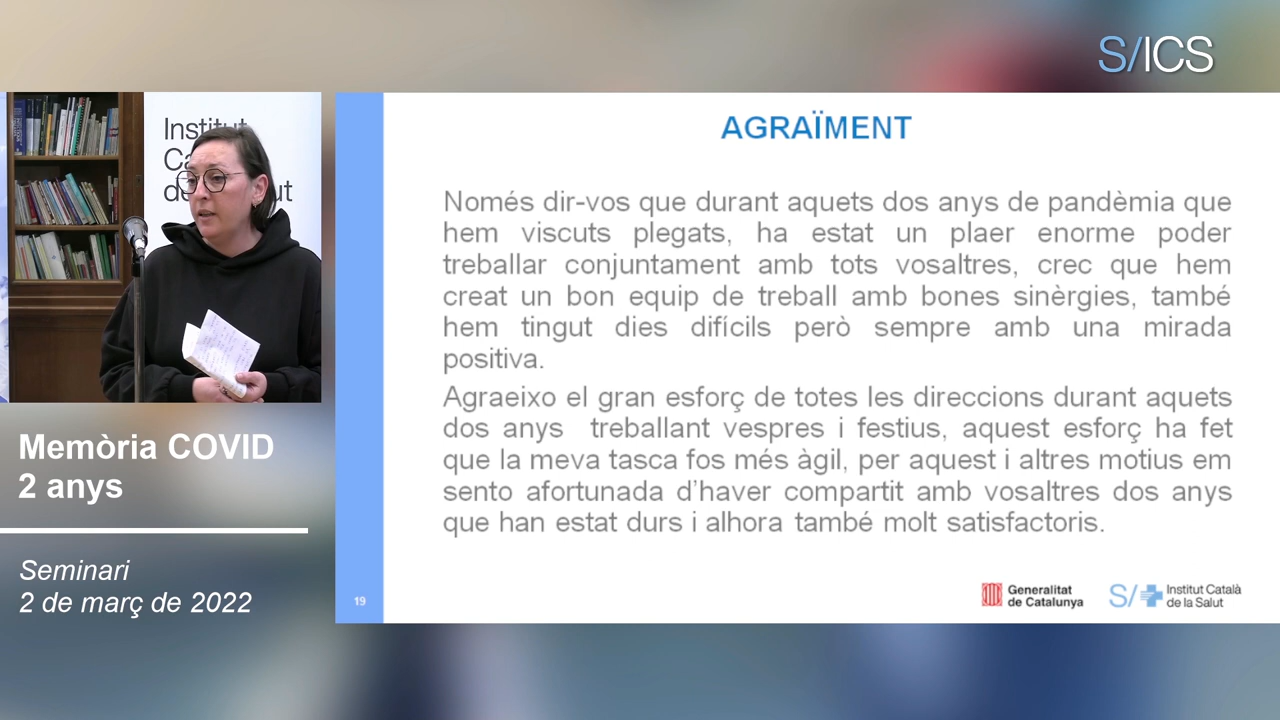 S/ICS
Institut
Ca
de
ut
AGRAÏMENT
Només dir-vos que durant aquets dos anys de pandèmia que
hem viscuts plegats, ha estat un plaer enorme poder
treballar conjuntament amb tots vosaltres, crec que hem
creat un bon equip de treball amb bones sinèrgies, també
hem tingut dies difícils però sempre amb una mirada
positiva.
Agraeixo el gran esforç de totes les direccions durant aquets
dos anys treballant vespres i festius, aquest esforç ha fet
que la meva tasca fos més àgil, per aquest i altres motius em
sento afortunada d’haver compartit amb vosaltres dos anys
que han estat durs i alhora també molt satisfactoris.
19
Generalitat
de Catalunya
S/
Institut Català
de la Salut
Memòria COVID
2 anys
Seminari
2 de març de 2022